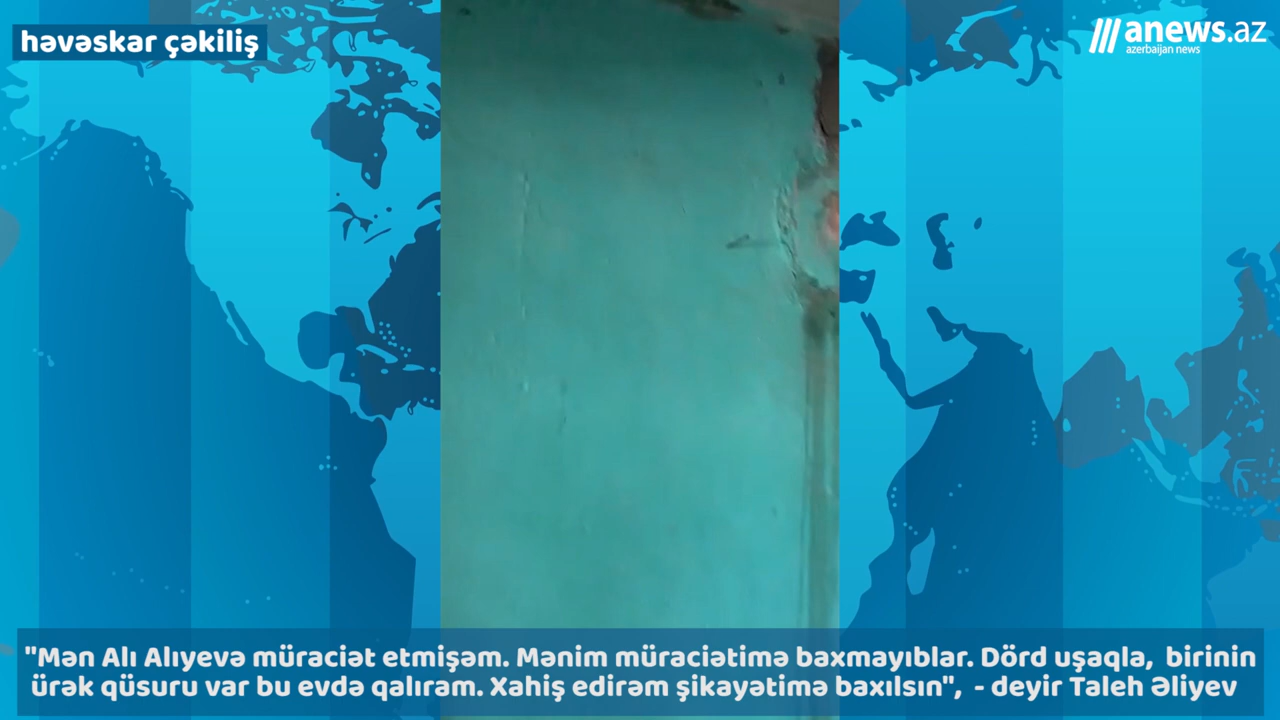 həvəskar çəkiliş
anews.az
azerbaijan news
"Mən Alı Alıyevə müraciət etmişəm. Mənim müraciətimə baxmayıblar. Dörd uşaqla, birinin
ürək qüsuru var bu evdə qalıram. Xahiş edirəm şikayətimə baxılsın", - deyir Taleh Əliyev